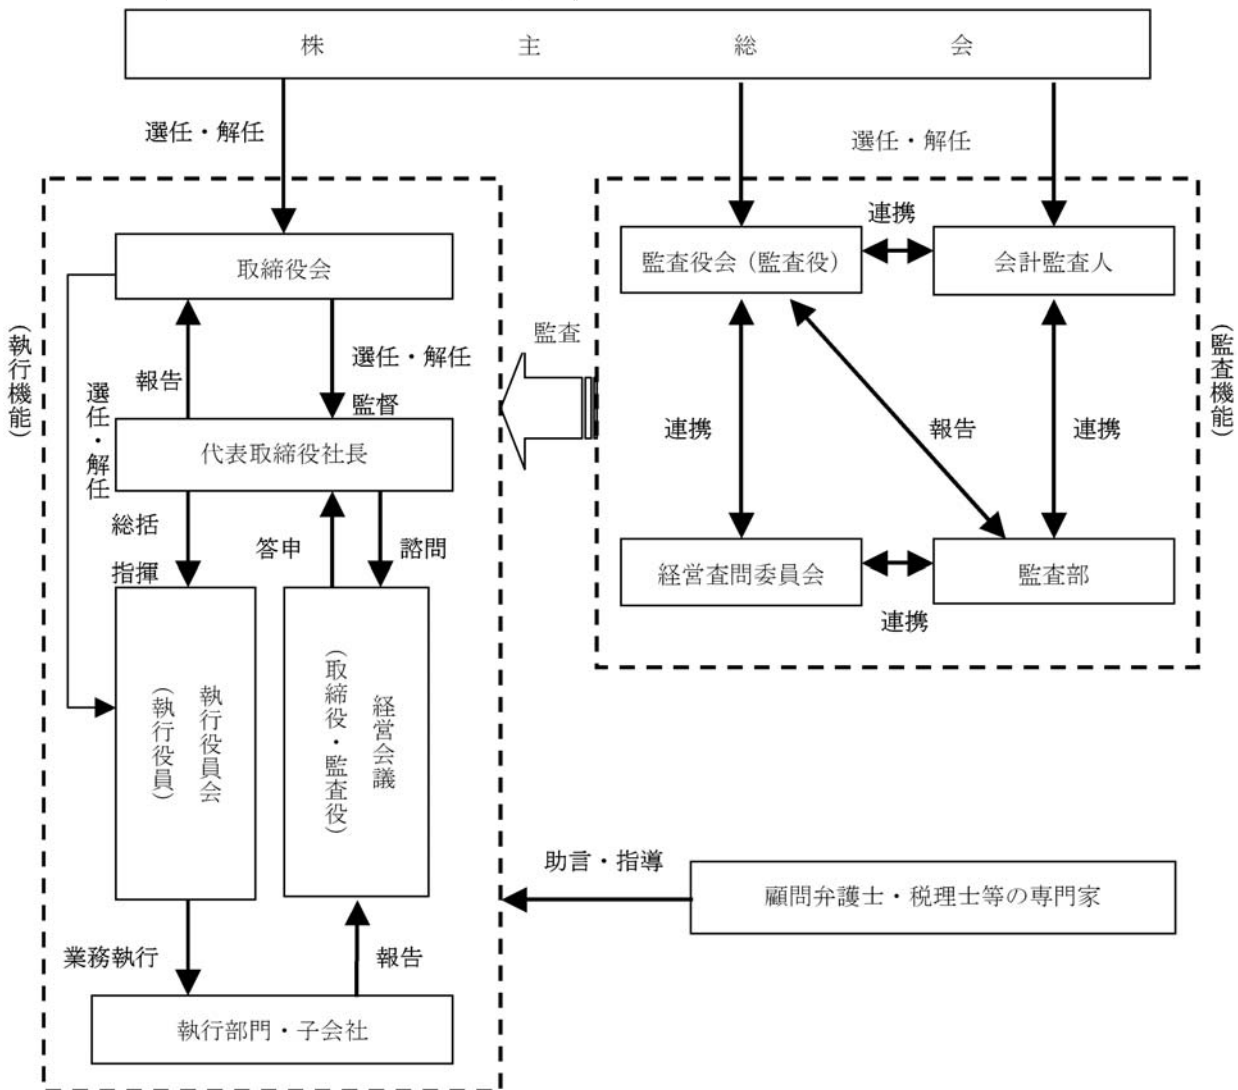 株主総会
選任・解任
選任・解任
(執行機能)
取締役会
選任・解任
報告
選任・解任
監督
代表取締役社長
総括
指揮
答申
諮問
執行役員会
(執行役員)
経営会議
(取締役・監査役)
業務執行
報告
執行部門・子会社
監査
(監査機能)
監査役会(監査役)
連携
会計監査人
連携
報告
連携
経営査問委員会
連携
監査部
助言・指導
顧問弁護士・税理士等の専門家